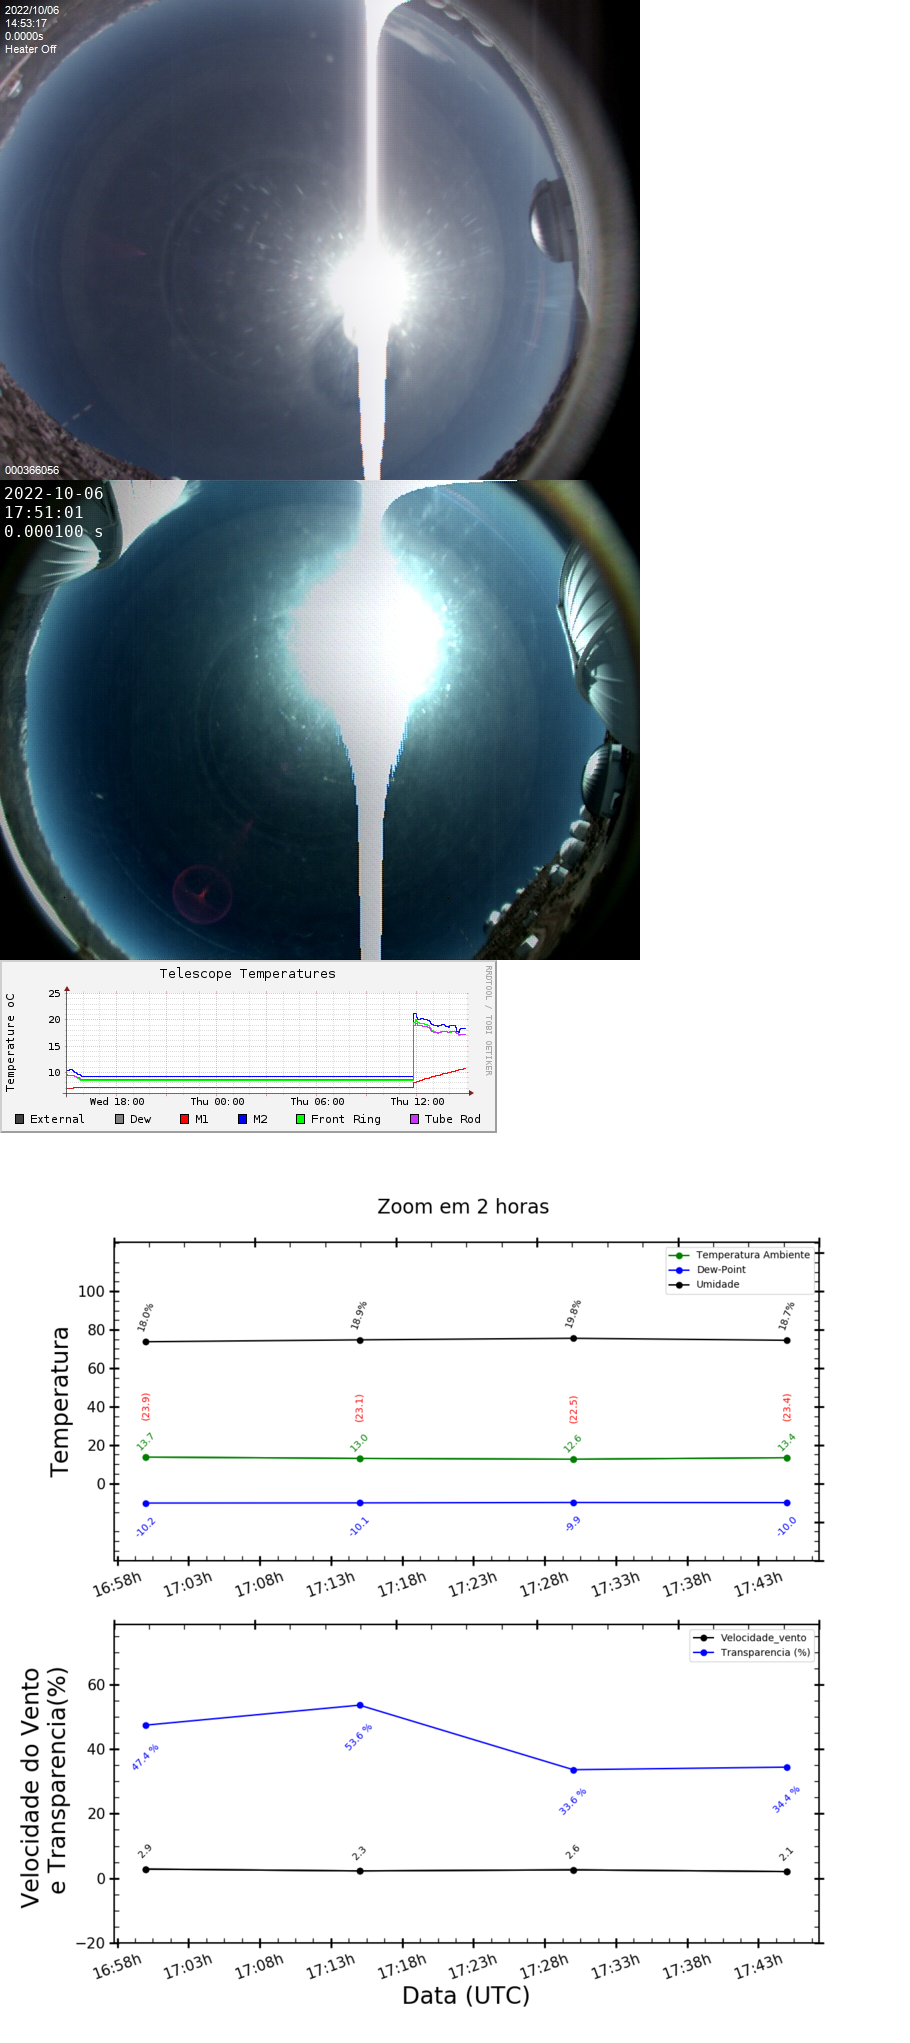 2022/10/06
14:53:17
0.0000s
Heater Off
000366056
2022-10-06
17:51:01
0.000100 s
Telescope Temperatures
RRDTOOL / TOBI OETIKER
Temperature oC
25
20
15
10
Wed 18:00 Thu 00:00 Thu 06:00 Thu 12:00
External Dew M1 M2 Front Ring Tube Rod
Zoom em 2 horas
Temperatura Ambiente
Dew-Point
Umidade
Temperatura
100
80
60
40
20
0
18.0% 18.9% 19.8% 18.7%
(23.9) (23.1) (22.5) (23.4)
13.7 13.0 12.6 13.4
-10.2 -10.1 -9.9 -10.0
16:58h 17:03h 17:08h 17:13h 17:18h 17:23h 17:28h 17:33h 17:38h 17:43h
Velocidade_vento
Transparencia (%)
Velocidade do Vento
e Transparencia(%)
60
40
20
0
−20
47.4 % 53.6 % 33.6 % 34.4 %
2.9 2.3 2.6 2.1
16:58h 17:03h 17:08h 17:13h 17:18h 17:23h 17:28h 17:33h 17:38h 17:43h
Data (UTC)